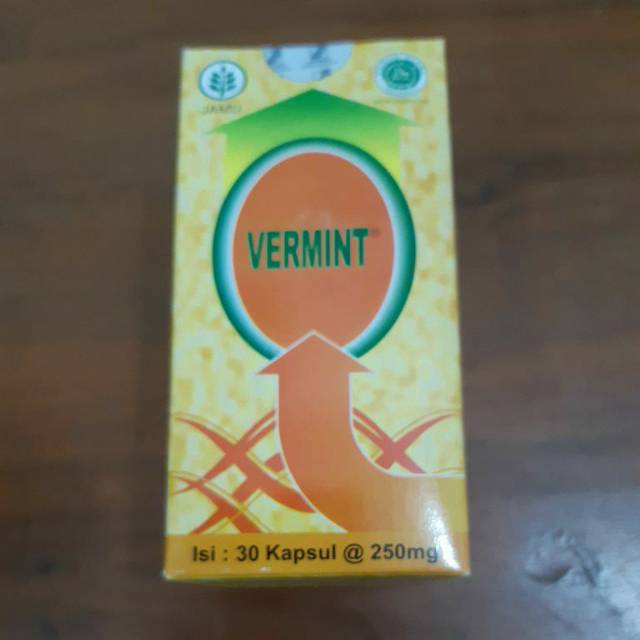 JAMU
VERMINT®
Isi : 30 Kapsul @ 250mg